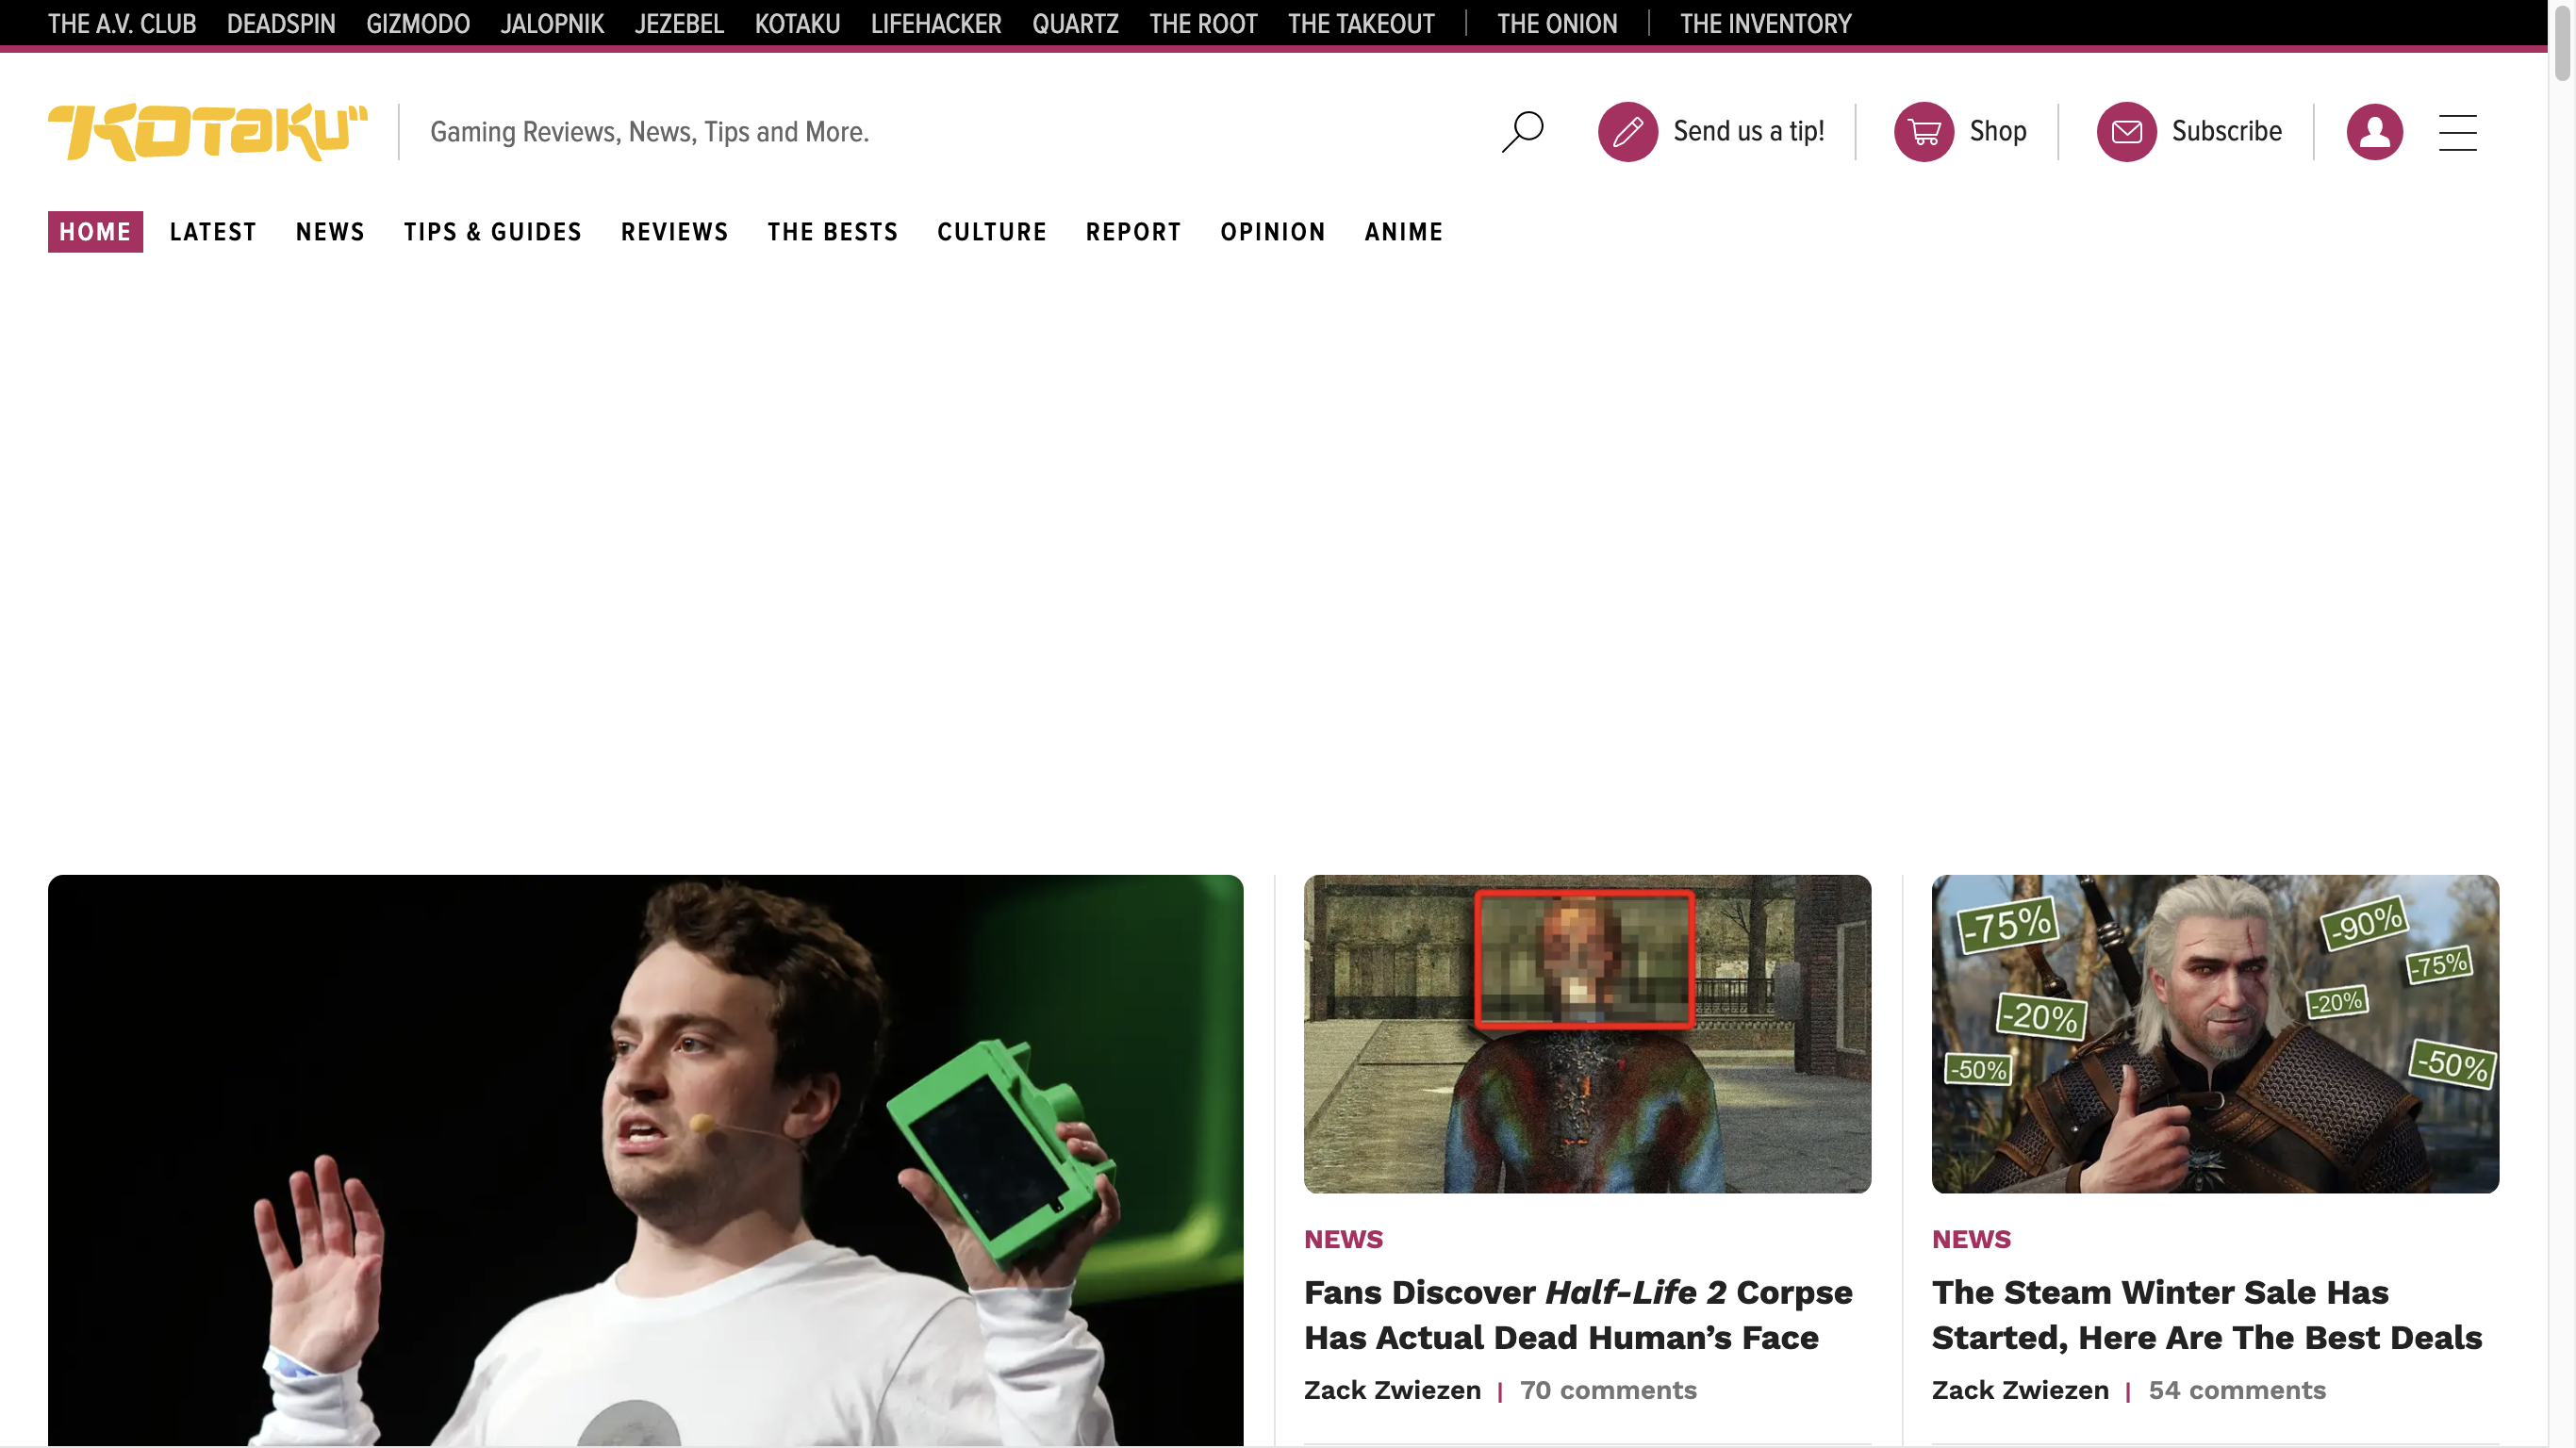 THE A.V. CLUB DEADSPIN GIZMODO JALOPNIK JEZEBEL KOTAKU LIFEHACKER QUARTZ THE ROOT THE TAKEOUT THE ONION THE INVENTORY
KOTAKU Gaming Reviews, News, Tips and More. Send us a tip! Shop Subscribe
HOME LATEST NEWS TIPS & GUIDES REVIEWS THE BESTS CULTURE REPORT OPINION ANIME
NEWS
Fans Discover Half-Life 2 Corpse
Has Actual Dead Human’s Face
Zack Zwiezen | 70 comments
-75%
-90%
-75%
-20%
-20%
-50%
-50%
NEWS
The Steam Winter Sale Has
Started, Here Are The Best Deals
Zack Zwiezen | 54 comments